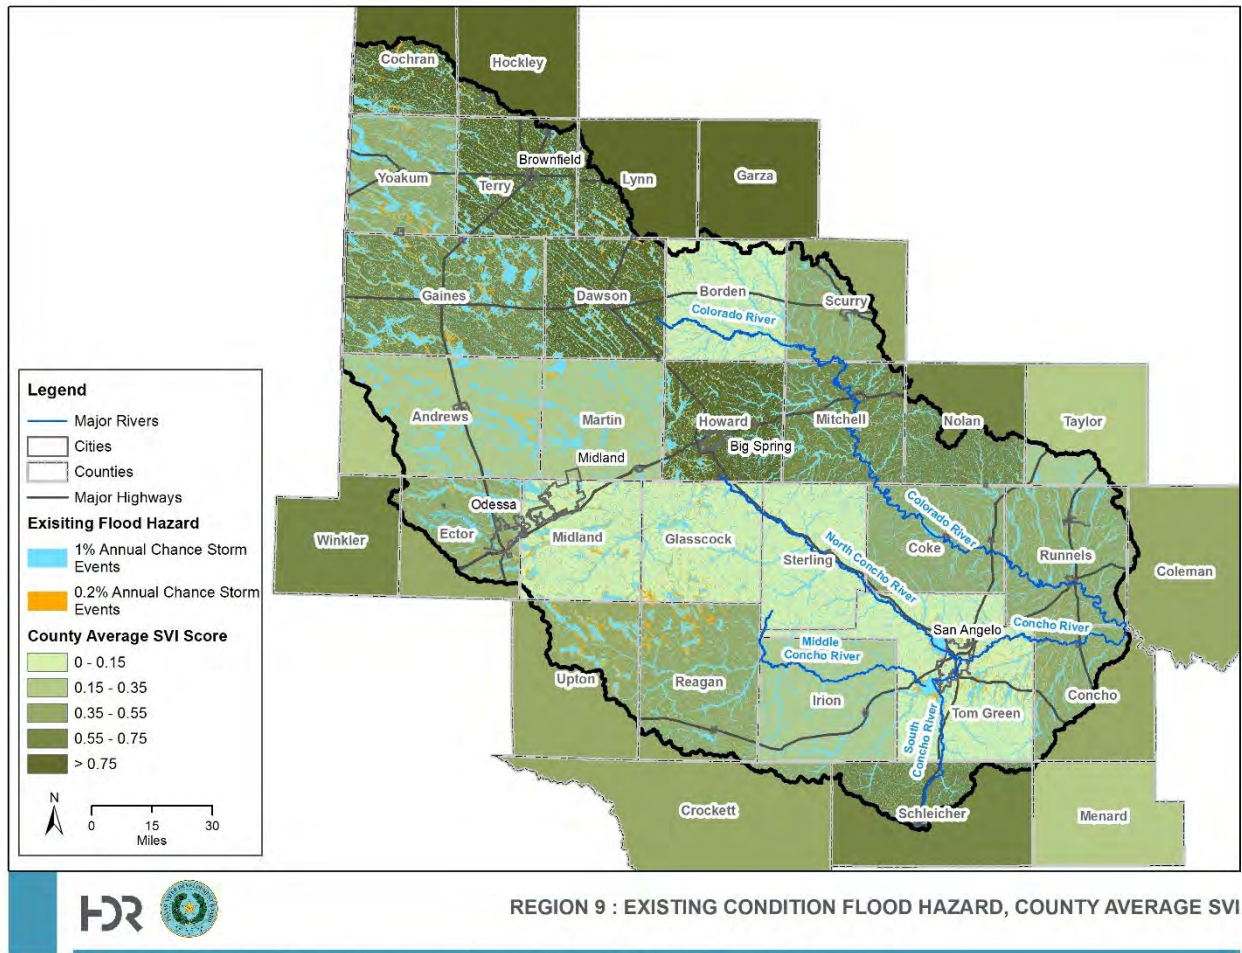 Cochran
Hockley
Brownfield
Yoakum
Terry
Lynn
Garza
Gaines
Dawson
Borden
Scurry
Colorado River
Andrews
Martin
Howard
Mitchell
Nolan
Taylor
Big Spring
Midland
Odessa
Winkler
Ector
Midland
Glasscock
Sterling
North Concho River
Colorado River
Coke
Runnels
Coleman
San Angelo
Concho River
Middle
Concho River
Upton
Reagan
Irion
Tom Green
Concho
South
Concho River
Crockett
Schleicher
Menard
Legend
Major Rivers
Cities
Counties
Major Highways
Exisiting Flood Hazard
1% Annual Chance Storm
Events
0.2% Annual Chance Storm
Events
County Average SVI Score
0 - 0.15
0.15 - 0.35
0.35 - 0.55
0.55 - 0.75
> 0.75
N
0 15 30
Miles
HDR
REGION 9 : EXISTING CONDITION FLOOD HAZARD, COUNTY AVERAGE SVI